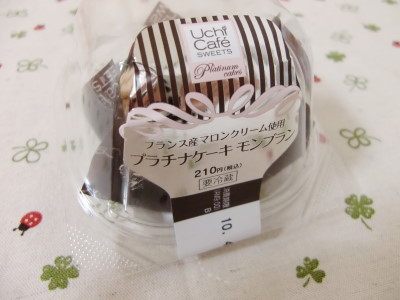 Uchi
Café
SWEETS
Platinum
cakes
フランス産マロンクリーム使用
プラチナケーキ モンブラン
210円(税込)
要冷蔵
10.